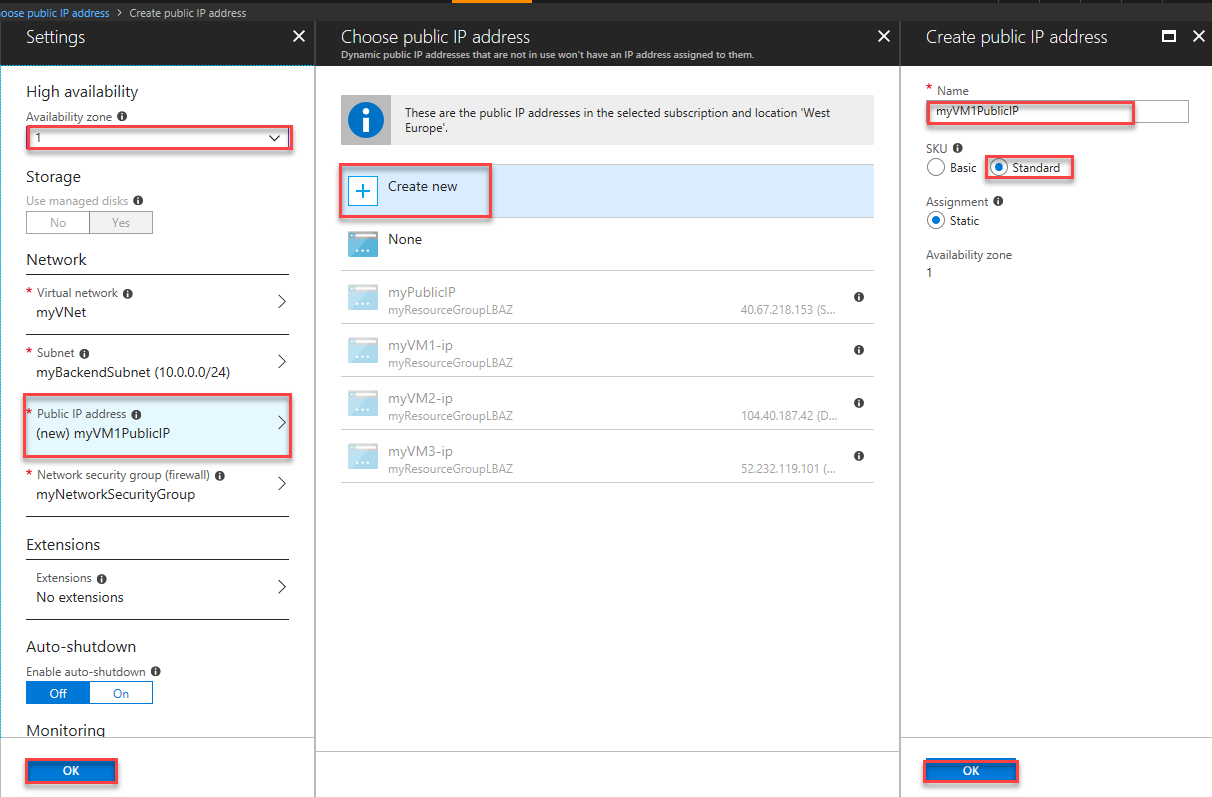 oose public IP address > Create public IP address
Settings
High availability
Availability zone
1
Storage
Use managed disks
No Yes
Network
* Virtual network
myVNet
* Subnet
myBackendSubnet (10.0.0.0/24)
* Public IP address
(new) myVM1PublicIP
* Network security group (firewall)
myNetworkSecurityGroup
Extensions
Extensions
No extensions
Auto-shutdown
Enable auto-shutdown
Off On
Monitoring
OK
Choose public IP address
Dynamic public IP addresses that are not in use won't have an IP address assigned to them.
These are the public IP addresses in the selected subscription and location 'West
Europe'.
Create new
None
myPublicIP
myResourceGroupLBAZ 40.67.218.153 (S...
myVM1-ip
myResourceGroupLBAZ
myVM2-ip
myResourceGroupLBAZ 104.40.187.42 (D...
myVM3-ip
myResourceGroupLBAZ 52.232.119.101 (...
Create public IP address
* Name
myVM1PublicIP
SKU
Basic Standard
Assignment
Static
Availability zone
1
OK